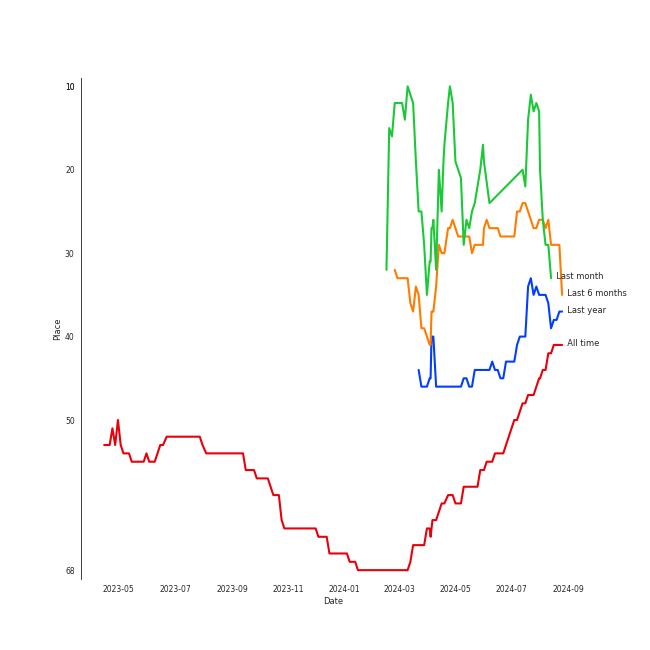 10
20
30
40
50
68
Place
Last month
Last 6 months
Last year
All time
2023-05
2023-07
2023-09
2023-11
2024-01
2024-03
2024-05
2024-07
2024-09
Date